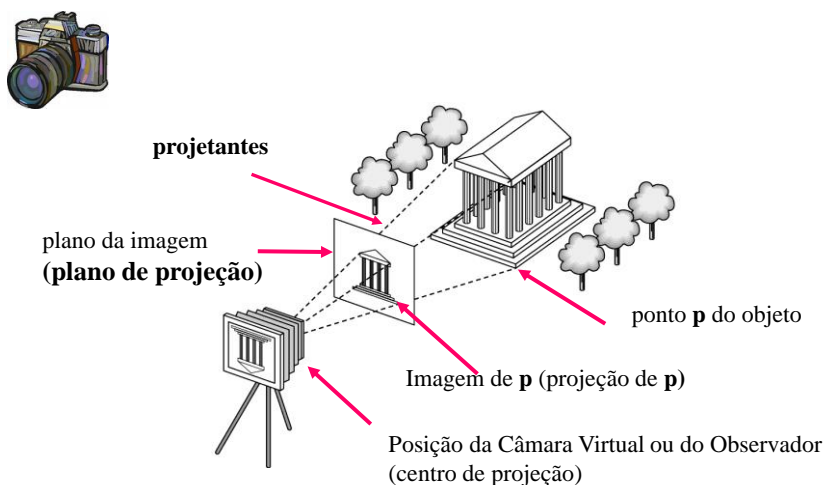 projetantes
plano da imagem
(plano de projeção)
ponto p do objeto
Imagem de p (projeção de p)
Posição da Câmara Virtual ou do Observador
(centro de projeção)